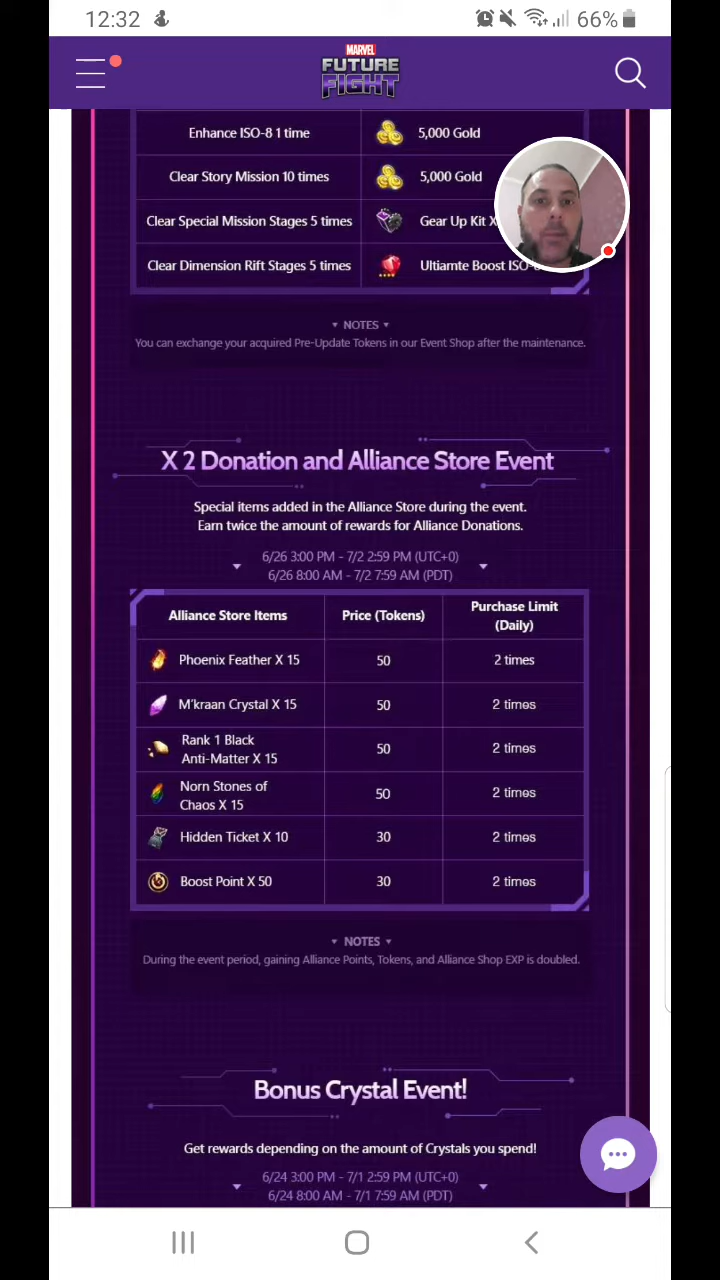 12:32
66%
MARVEL
FUTURE
FIGHT
Enhance ISO-8 1 time
5,000 Gold
Clear Story Mission 10 times
5,000 Gold
Clear Special Mission Stages 5 times
Gear Up Kit X
Clear Dimension Rift Stages 5 times
Ultiamte Boost ISO-8
▾ NOTES ▾
You can exchange your acquired Pre-Update Tokens in our Event Shop after the maintenance.
X 2 Donation and Alliance Store Event
Special items added in the Alliance Store during the event.
Earn twice the amount of rewards for Alliance Donations.
6/26 3:00 PM - 7/2 2:59 PM (UTC+0)
6/26 8:00 AM - 7/2 7:59 AM (PDT)
Alliance Store Items
Price (Tokens)
Purchase Limit
(Daily)
Phoenix Feather X 15
50
2 times
M'kraan Crystal X 15
50
2 times
Rank 1 Black
Anti-Matter X 15
50
2 times
Norn Stones of
Chaos X 15
50
2 times
Hidden Ticket X 10
30
2 times
Boost Point X 50
30
2 times
▾ NOTES ▾
During the event period, gaining Alliance Points, Tokens, and Alliance Shop EXP is doubled.
Bonus Crystal Event!
Get rewards depending on the amount of Crystals you spend!
6/24 3:00 PM - 7/1 2:59 PM (UTC+0)
6/24 8:00 AM - 7/1 7:59 AM (PDT)